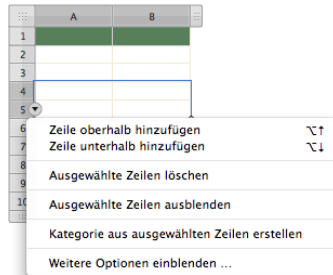 A B
1
2
3
4
5
6 Zeile oberhalb hinzufügen ⌥↑
7 Zeile unterhalb hinzufügen ⌥↓
8 Ausgewählte Zeilen löschen
9
10 Ausgewählte Zeilen ausblenden
Kategorie aus ausgewählten Zeilen erstellen
Weitere Optionen einblenden ...